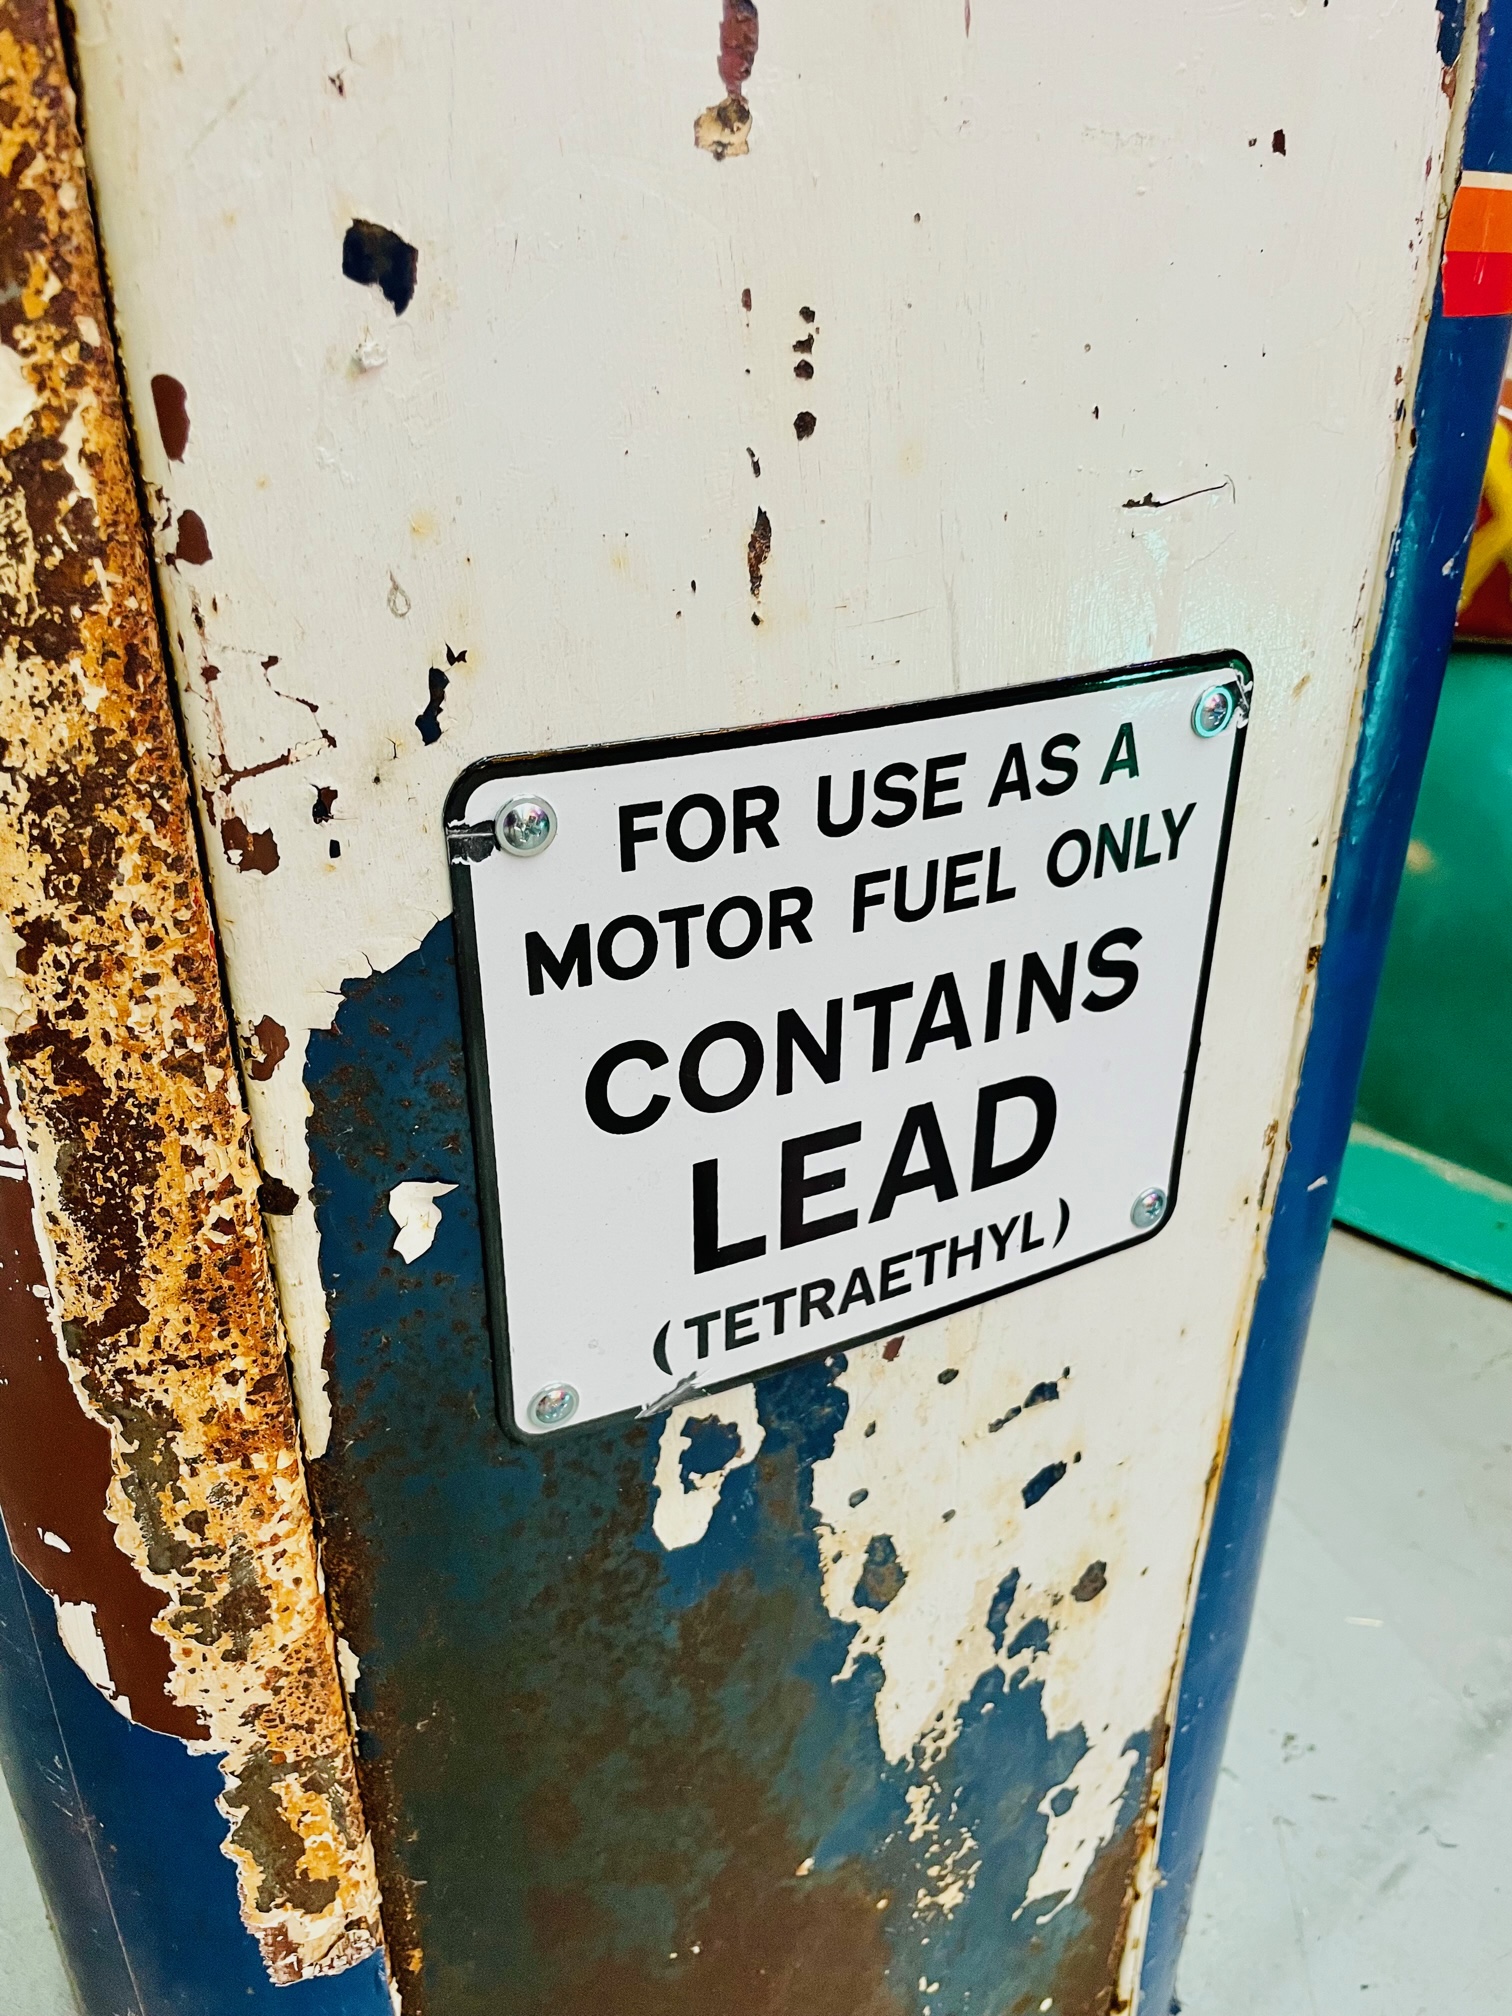 FOR USE AS A
MOTOR FUEL ONLY
CONTAINS
LEAD
(TETRAETHYL)